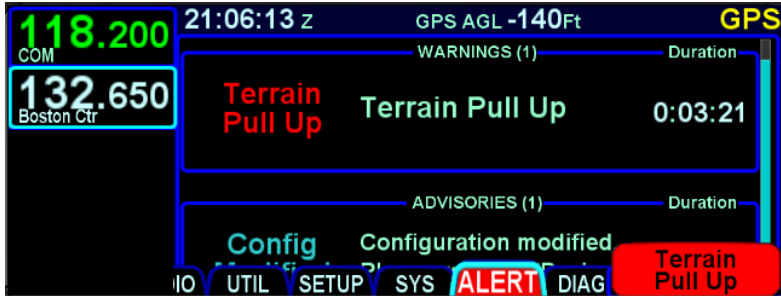 118.200
COM
132.650
Boston Ctr
21:06:13 Z GPS AGL -140Ft GPS
WARNINGS (1) Duration
Terrain
Pull Up
Terrain Pull Up 0:03:21
ADVISORIES (1) Duration
Config
Configuration modified
IO UTIL SETUP SYS ALERT DIAG
Terrain
Pull Up